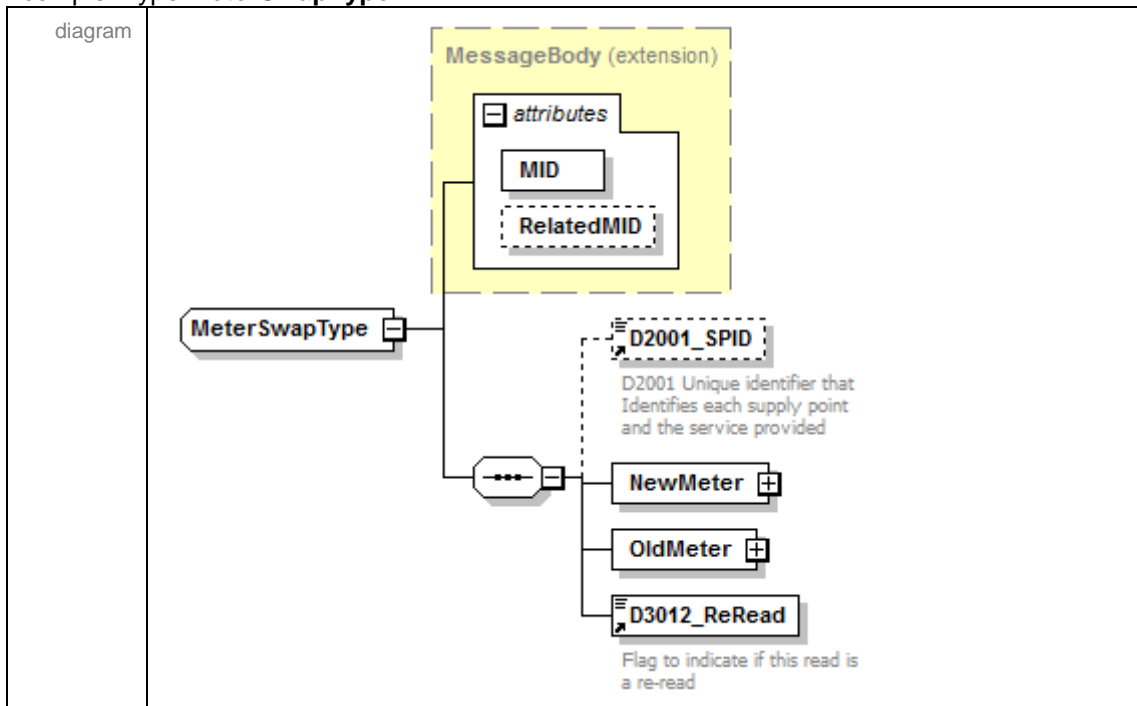 MeterSwapType
diagram
MessageBody (extension)
attributes
MID
RelatedMID
MeterSwapType
D2001_SPID
D2001 Unique identifier that
Identifies each supply point
and the service provided
NewMeter
OldMeter
D3012_ReRead
Flag to indicate if this read is
a re-read